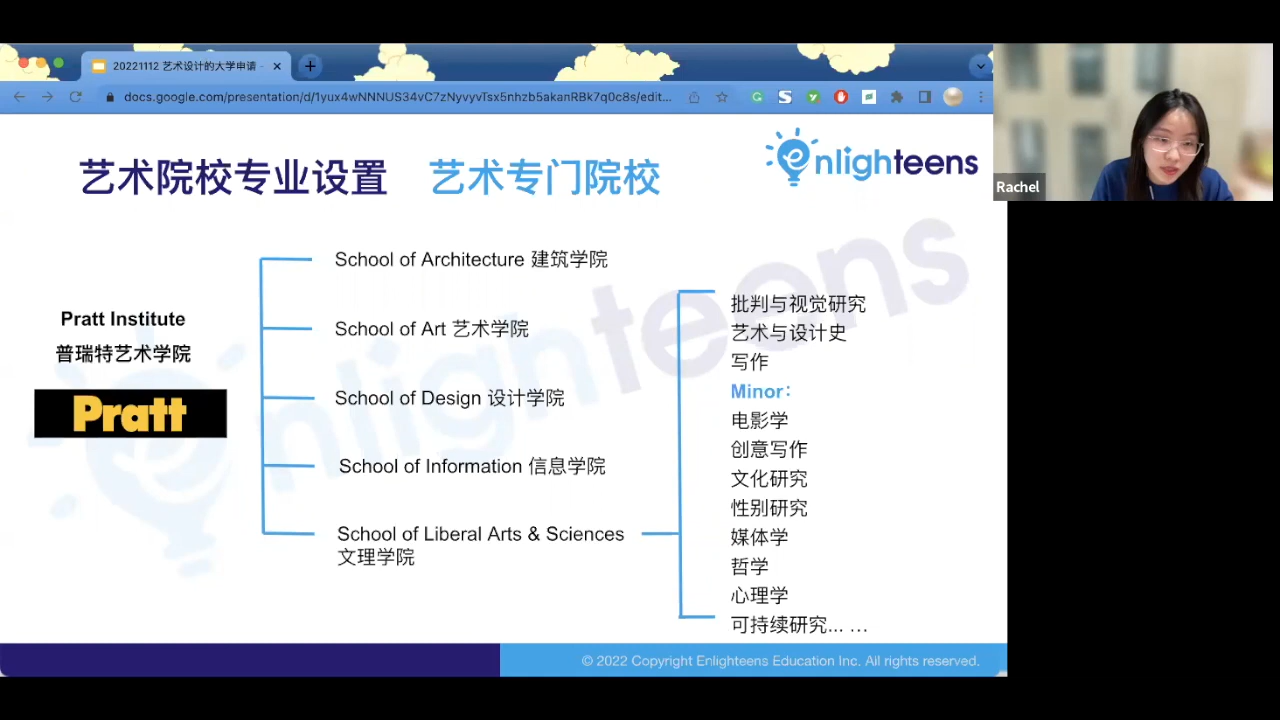 20221112 艺术设计的大学申请 -
docs.google.com/presentation/d/1yux4wNNNUS34vC7zNyvyvTsx5nhzb5akanRBk7q0c8s/edit...
艺术院校专业设置 艺术专门院校
enlighteens
Rachel
Pratt Institute
普瑞特艺术学院
Pratt
School of Architecture 建筑学院
School of Art 艺术学院
School of Design 设计学院
School of Information 信息学院
School of Liberal Arts & Sciences
文理学院
批判与视觉研究
艺术与设计史
写作
Minor：
电影学
创意写作
文化研究
性别研究
媒体学
哲学
心理学
可持续研究... ...
enlighteens
© 2022 Copyright Enlighteens Education Inc. All rights reserved.